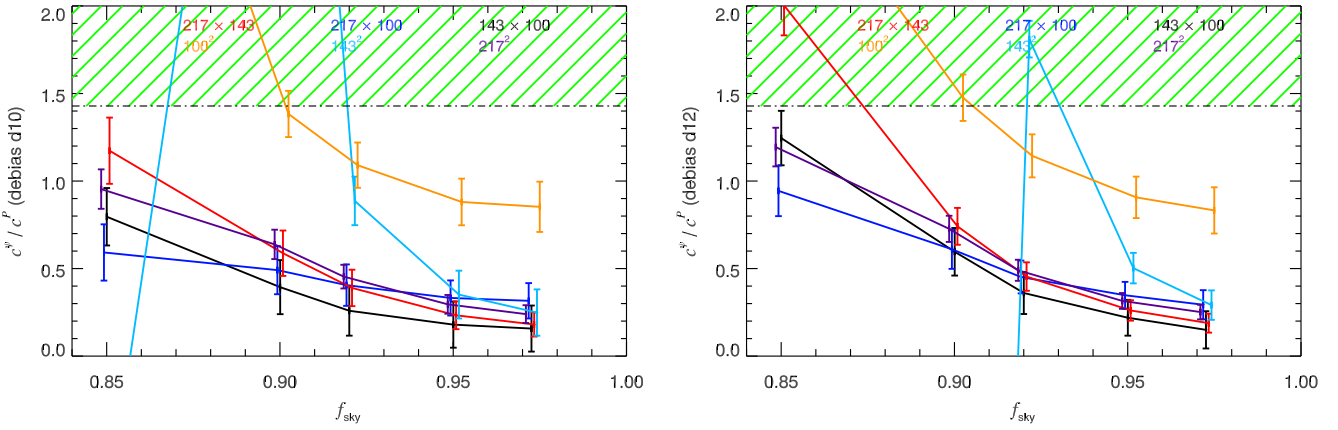 2.0
1.5
1.0
0.5
0.0
0.85 0.90 0.95 1.00
f_sky
c^Ψ / c^P (debias d10)
217 × 143 217 × 100 143 × 100
100² 143² 217²
2.0
1.5
1.0
0.5
0.0
0.85 0.90 0.95 1.00
f_sky
c^Ψ / c^P (debias d12)
217 × 143 217 × 100 143 × 100
100² 143² 217²